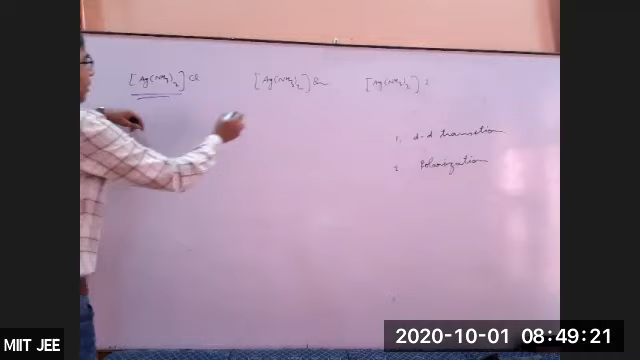 [Ag(NH3)2]Cl [Ag(NH3)2]Br [Ag(NH3)2]I
1. d-d transetion
2 Polarization
MIIT JEE
2020-10-01 08:49:21